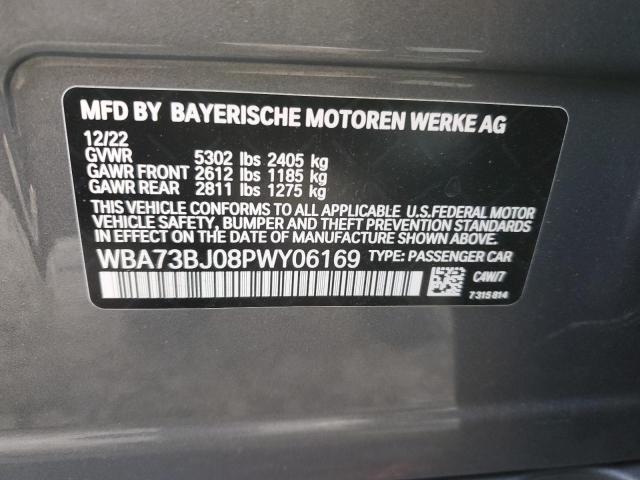 MFD BY BAYERISCHE MOTOREN WERKE AG
12/22
GVWR 5302 lbs 2405 kg
GAWR FRONT 2612 lbs 1185 kg
GAWR REAR 2811 lbs 1275 kg
THIS VEHICLE CONFORMS TO ALL APPLICABLE U.S.FEDERAL MOTOR
VEHICLE SAFETY, BUMPER AND THEFT PREVENTION STANDARDS
IN EFFECT ON THE DATE OF MANUFACTURE SHOWN ABOVE.
WBA73BJ08PWY06169 TYPE: PASSENGER CAR
C4W/7
7315814